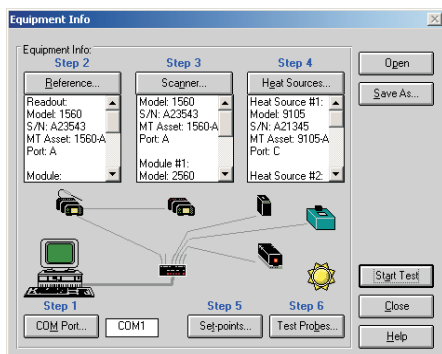 Equipment Info
Equipment Info:
Step 2
Reference...
Readout:
Model: 1560
S/N: A23543
MT Asset: 1560-A
Port: A
Module:
Step 3
Scanner...
Model: 1560
S/N: A23543
MT Asset: 1560-A
Port: A
Module #1:
Model: 2560
Step 4
Heat Sources...
Heat Source #1:
Model: 9105
S/N: A21345
MT Asset: 9105-A
Port: C
Heat Source #2:
Open
Save As...
Step 1
COM Port...
COM1
Step 5
Set-points...
Step 6
Test Probes...
Start Test
Close
Help